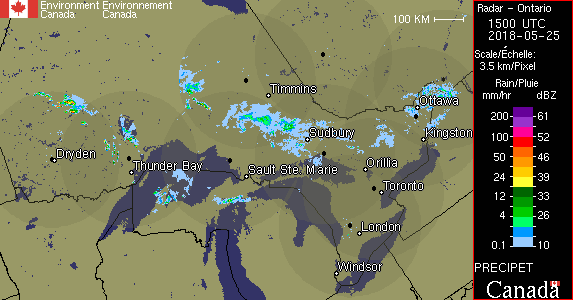 Environment Environnement
Canada Canada
100 KM
Radar - Ontario
1500 UTC
2018-05-25
Scale/Échelle:
3.5 km/Pixel
Rain/Pluie
mm/hr dBZ
200 61
100 52
50 46
24 39
12 33
4 26
0.1 10
PRECIPET
Canada
Timmins
Ottawa
Sudbury
Kingston
Dryden
Thunder Bay
Sault Ste. Marie
Orillia
Toronto
London
Windsor